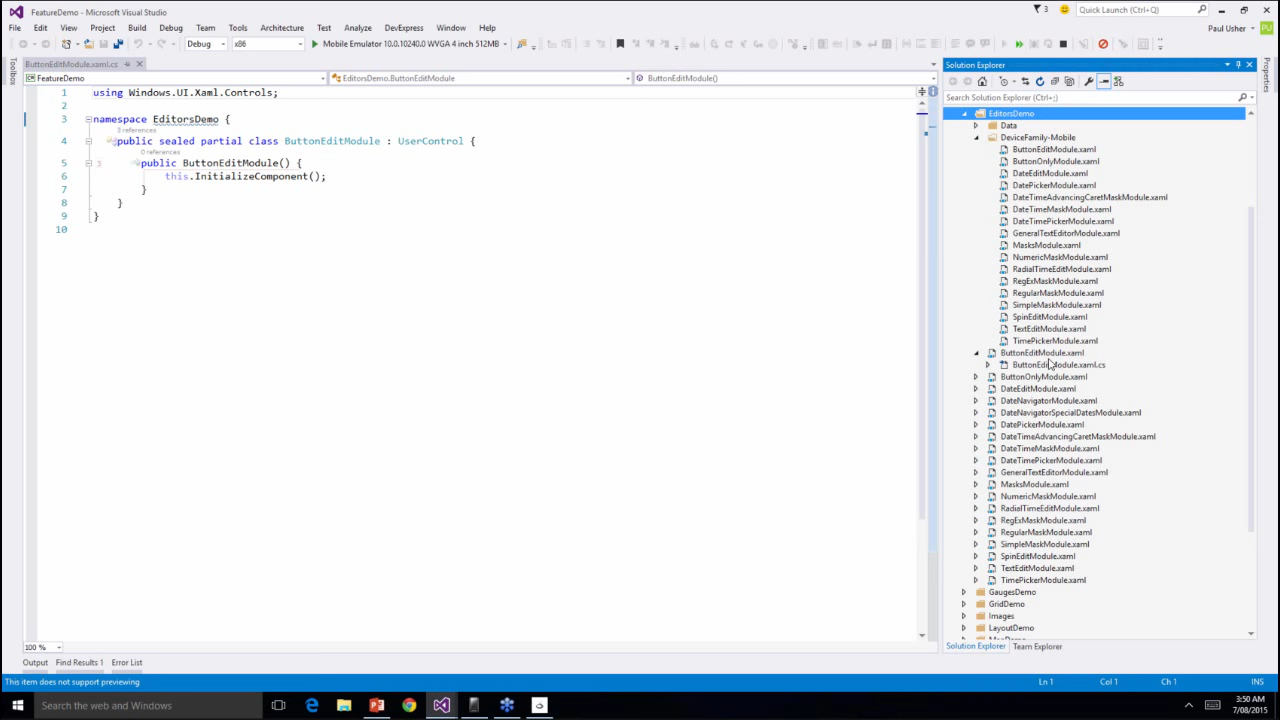 FeatureDemo - Microsoft Visual Studio
3
Quick Launch (Ctrl+Q)
File Edit View Project Build Debug Team Tools Architecture Test Analyze DevExpress Window Help
Paul Usher PU
Debug x86 Mobile Emulator 10.0.10240.0 WVGA 4 inch 512MB
Toolbox
ButtonEditModule.xaml.cs
FeatureDemo EditorsDemo.ButtonEditModule ButtonEditModule()
1 using Windows.UI.Xaml.Controls;
2
3 namespace EditorsDemo {
3 references
4 public sealed partial class ButtonEditModule : UserControl {
0 references
5 public ButtonEditModule() {
6 this.InitializeComponent();
7 }
8 }
9 }
10
100 %
Output Find Results 1 Error List
Solution Explorer
Properties
Search Solution Explorer (Ctrl+;)
EditorsDemo
Data
DeviceFamily-Mobile
ButtonEditModule.xaml
ButtonOnlyModule.xaml
DateEditModule.xaml
DatePickerModule.xaml
DateTimeAdvancingCaretMaskModule.xaml
DateTimeMaskModule.xaml
DateTimePickerModule.xaml
GeneralTextEditorModule.xaml
MasksModule.xaml
NumericMaskModule.xaml
RadialTimeEditModule.xaml
RegExMaskModule.xaml
RegularMaskModule.xaml
SimpleMaskModule.xaml
SpinEditModule.xaml
TextEditModule.xaml
TimePickerModule.xaml
ButtonEditModule.xaml
ButtonEditModule.xaml.cs
ButtonOnlyModule.xaml
DateEditModule.xaml
DateNavigatorModule.xaml
DateNavigatorSpecialDatesModule.xaml
DatePickerModule.xaml
DateTimeAdvancingCaretMaskModule.xaml
DateTimeMaskModule.xaml
DateTimePickerModule.xaml
GeneralTextEditorModule.xaml
MasksModule.xaml
NumericMaskModule.xaml
RadialTimeEditModule.xaml
RegExMaskModule.xaml
RegularMaskModule.xaml
SimpleMaskModule.xaml
SpinEditModule.xaml
TextEditModule.xaml
TimePickerModule.xaml
GaugesDemo
GridDemo
Images
LayoutDemo
Solution Explorer Team Explorer
This item does not support previewing Ln 1 Col 1 Ch 1 INS
Search the web and Windows
3:50 AM
7/08/2015